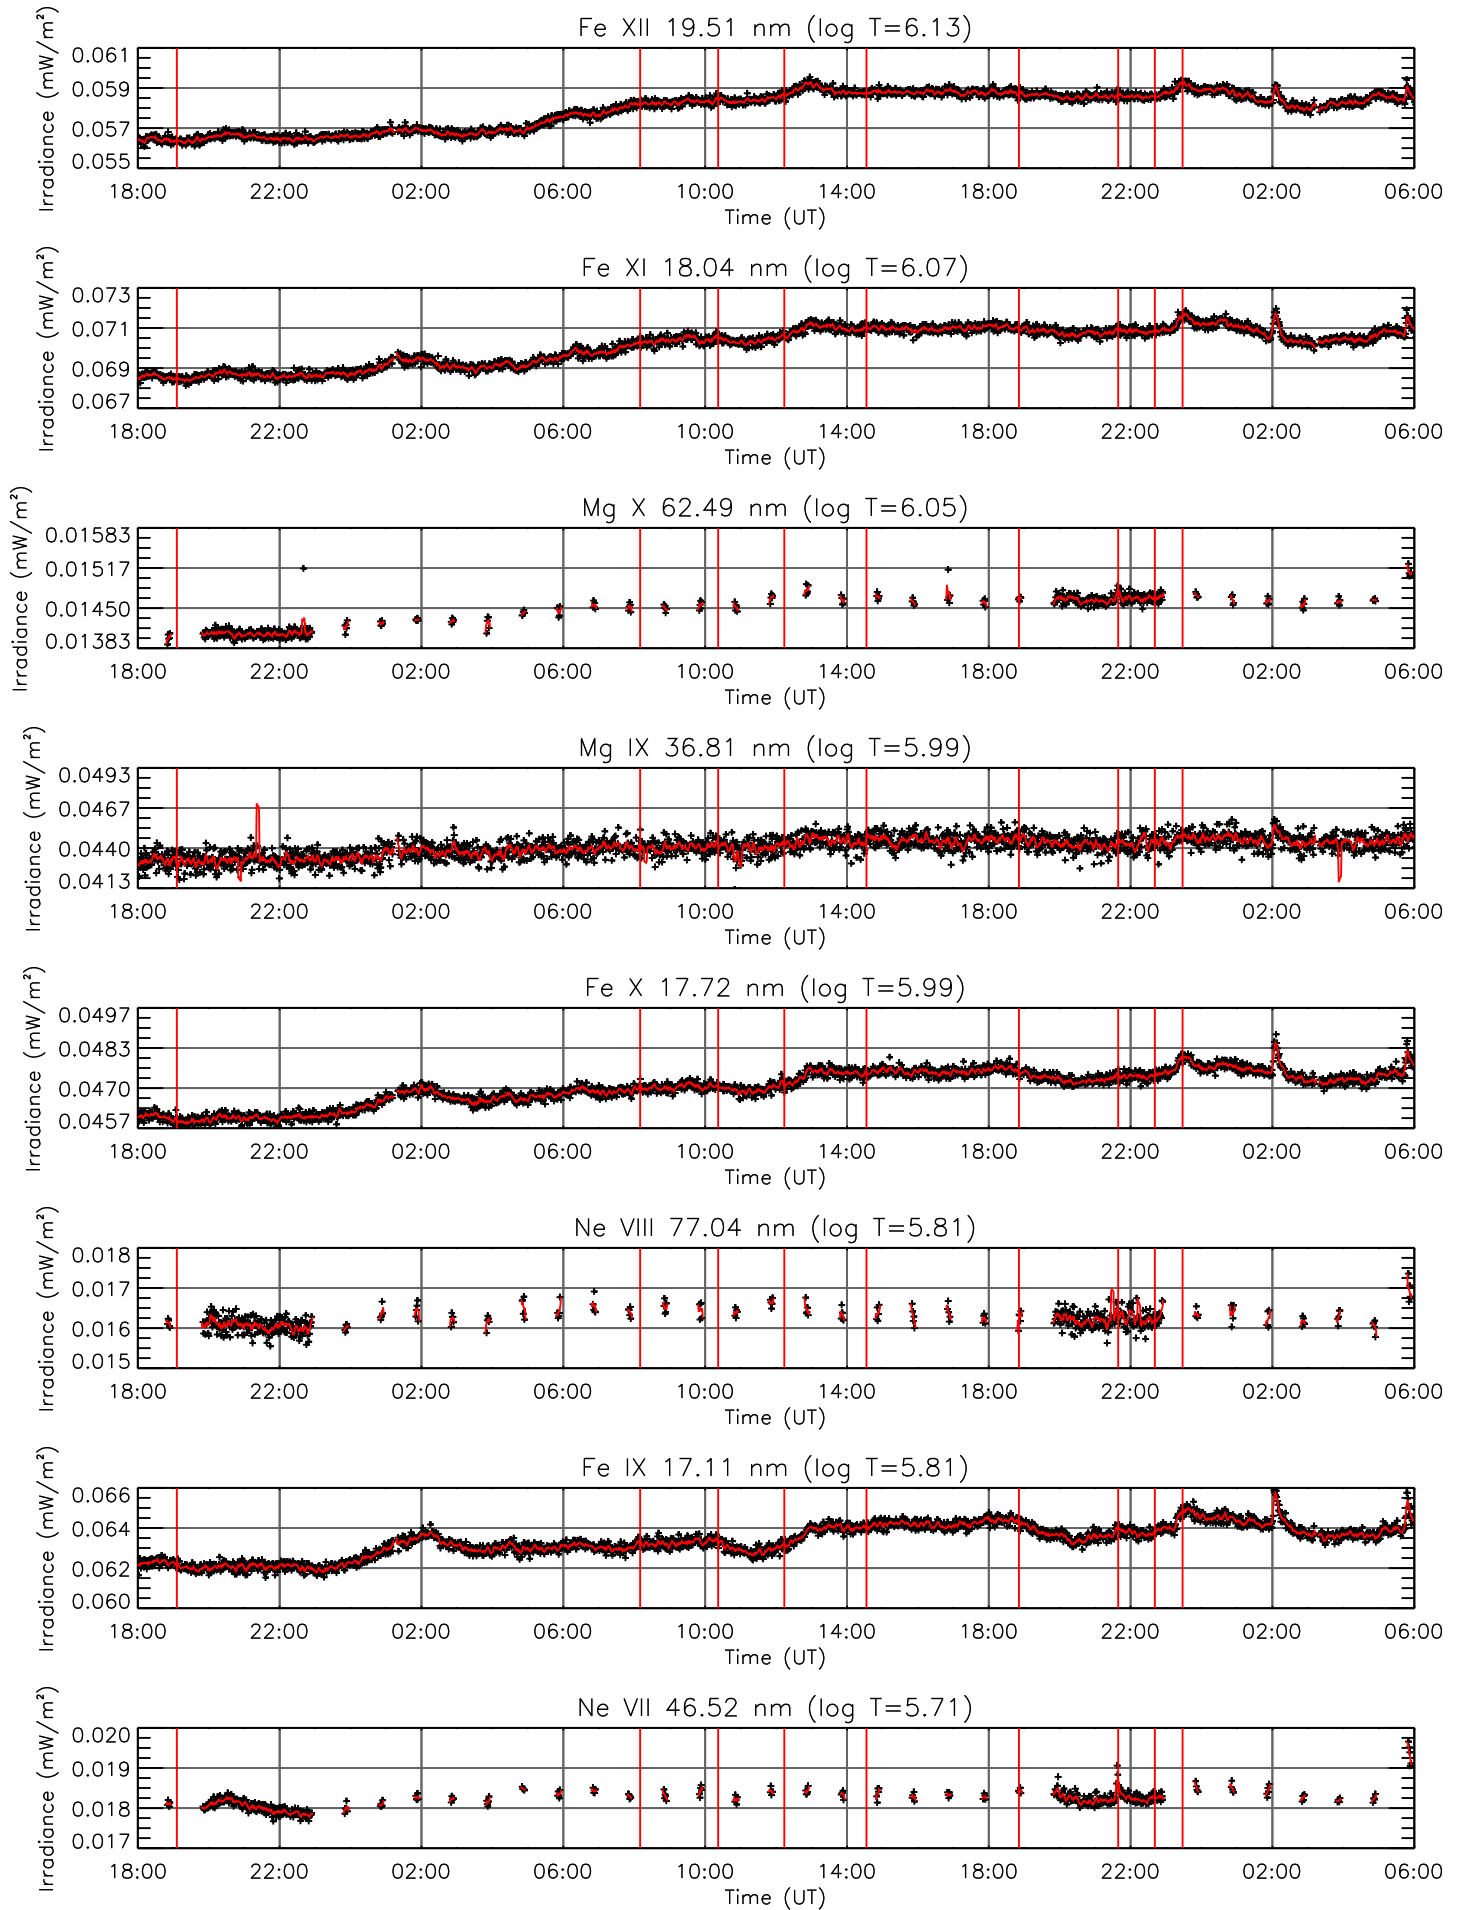 Fe XII 19.51 nm (log T=6.13)
Irradiance (mW/m²)
0.061
0.059
0.057
0.055
18:00 22:00 02:00 06:00 10:00 14:00 18:00 22:00 02:00 06:00
Time (UT)
Fe XI 18.04 nm (log T=6.07)
Irradiance (mW/m²)
0.073
0.071
0.069
0.067
18:00 22:00 02:00 06:00 10:00 14:00 18:00 22:00 02:00 06:00
Time (UT)
Mg X 62.49 nm (log T=6.05)
Irradiance (mW/m²)
0.01583
0.01517
0.01450
0.01383
18:00 22:00 02:00 06:00 10:00 14:00 18:00 22:00 02:00 06:00
Time (UT)
Mg IX 36.81 nm (log T=5.99)
Irradiance (mW/m²)
0.0493
0.0467
0.0440
0.0413
18:00 22:00 02:00 06:00 10:00 14:00 18:00 22:00 02:00 06:00
Time (UT)
Fe X 17.72 nm (log T=5.99)
Irradiance (mW/m²)
0.0497
0.0483
0.0470
0.0457
18:00 22:00 02:00 06:00 10:00 14:00 18:00 22:00 02:00 06:00
Time (UT)
Ne VIII 77.04 nm (log T=5.81)
Irradiance (mW/m²)
0.018
0.017
0.016
0.015
18:00 22:00 02:00 06:00 10:00 14:00 18:00 22:00 02:00 06:00
Time (UT)
Fe IX 17.11 nm (log T=5.81)
Irradiance (mW/m²)
0.066
0.064
0.062
0.060
18:00 22:00 02:00 06:00 10:00 14:00 18:00 22:00 02:00 06:00
Time (UT)
Ne VII 46.52 nm (log T=5.71)
Irradiance (mW/m²)
0.020
0.019
0.018
0.017
18:00 22:00 02:00 06:00 10:00 14:00 18:00 22:00 02:00 06:00
Time (UT)